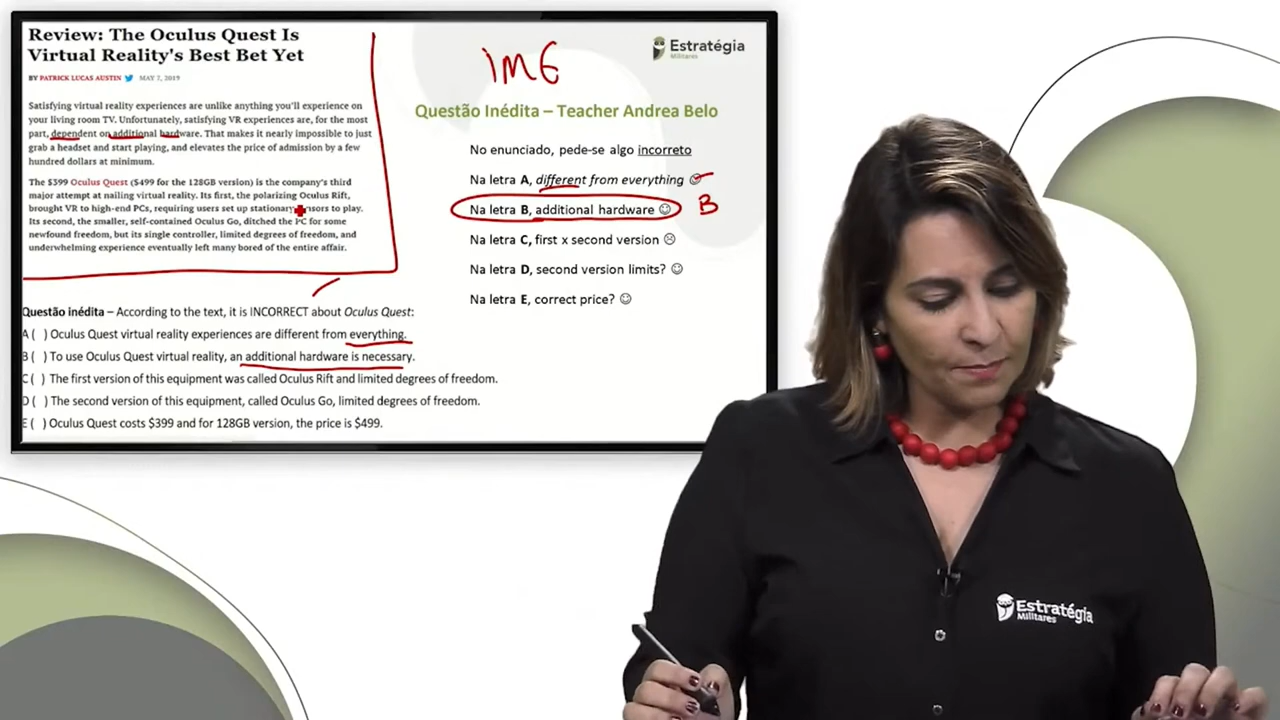 Review: The Oculus Quest Is
Virtual Reality's Best Bet Yet
BY PATRICK LUCAS AUSTIN MAY 7, 2019
Satisfying virtual reality experiences are unlike anything you'll experience on
your living room TV. Unfortunately, satisfying VR experiences are, for the most
part, dependent on additional hardware. That makes it nearly impossible to just
grab a headset and start playing, and elevates the price of admission by a few
hundred dollars at minimum.
The $399 Oculus Quest ($499 for the 128GB version) is the company's third
major attempt at nailing virtual reality. Its first, the polarizing Oculus Rift,
brought VR to high-end PCs, requiring users set up stationary to play.
Its second, the smaller, self-contained Oculus Go, ditched the PC for some
newfound freedom, but its single controller, limited degrees of freedom, and
underwhelming experience eventually left many bored of the entire affair.
Questão inédita – According to the text, it is INCORRECT about Oculus Quest:
A ( ) Oculus Quest virtual reality experiences are different from everything.
B ( ) To use Oculus Quest virtual reality, an additional hardware is necessary.
C ( ) The first version of this equipment was called Oculus Rift and limited degrees of freedom.
D ( ) The second version of this equipment, called Oculus Go, limited degrees of freedom.
E ( ) Oculus Quest costs $399 and for 128GB version, the price is $499.
IME
Estratégia
Militares
Questão Inédita – Teacher Andrea Belo
No enunciado, pede-se algo incorreto
Na letra A, different from everything
Na letra B, additional hardware ☺
B
Na letra C, first x second version ☹
Na letra D, second version limits? ☺
Na letra E, correct price? ☺
Estratégia
Militares